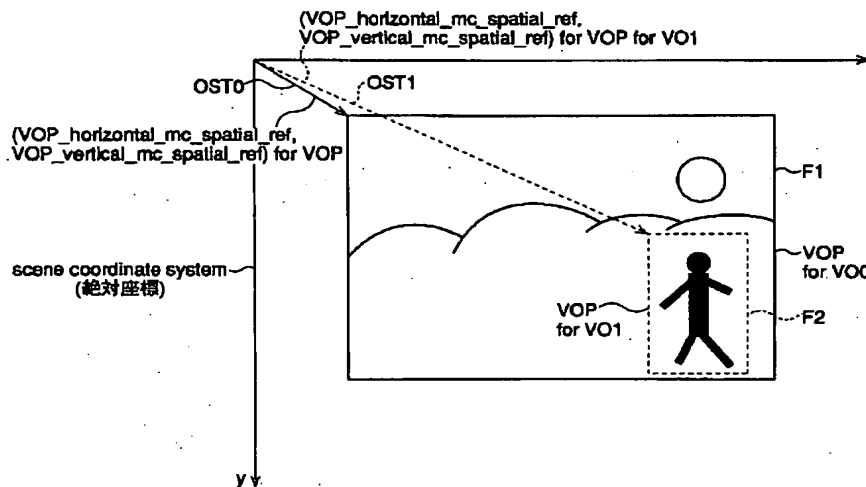 (VOP_horizontal_mc_spatial_ref,
VOP_vertical_mc_spatial_ref) for VOP for VO1
OST0
OST1
(VOP_horizontal_mc_spatial_ref,
VOP_vertical_mc_spatial_ref) for VOP
F1
scene coordinate system
(絶対座標)
VOP
for VO0
VOP
for VO1
F2
y